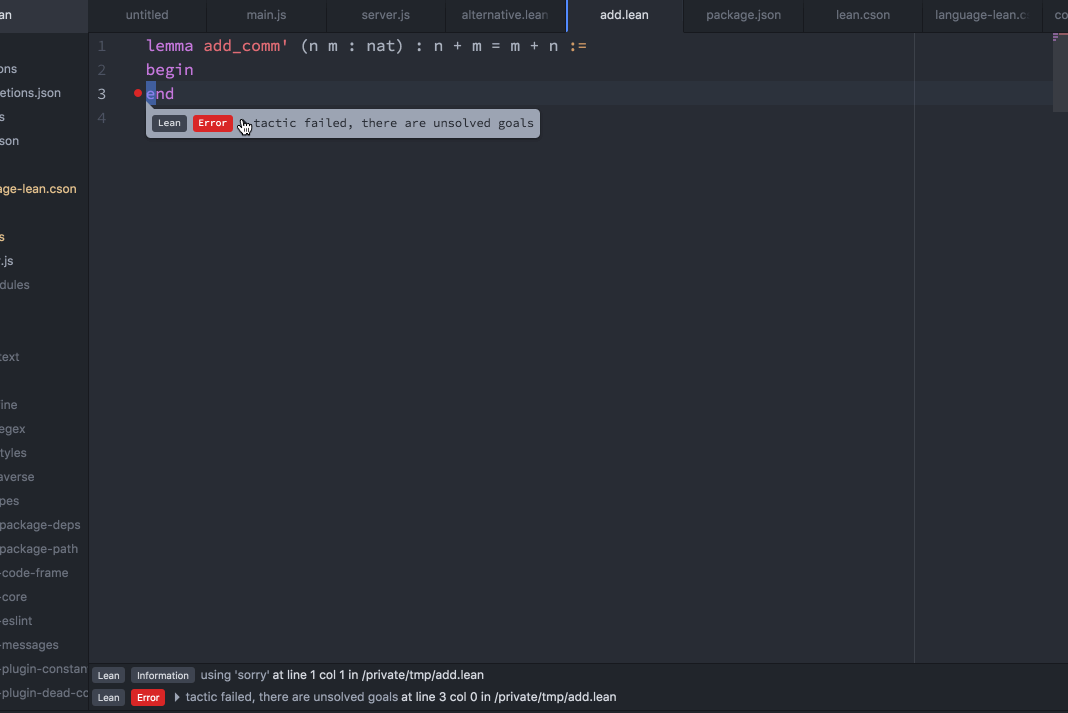 an
untitled
main.js
server.js
alternative.lean
add.lean
package.json
lean.cson
language-lean.c
co
ons
etions.json
s
son
age-lean.cson
s
.js
dules
text
ine
egex
tyles
averse
pes
package-deps
package-path
-code-frame
-core
-eslint
-messages
-plugin-constan
-plugin-dead-co
1 lemma add_comm' (n m : nat) : n + m = m + n :=
2 begin
3 end
4
Lean Error tactic failed, there are unsolved goals
Lean Information using 'sorry' at line 1 col 1 in /private/tmp/add.lean
Lean Error tactic failed, there are unsolved goals at line 3 col 0 in /private/tmp/add.lean